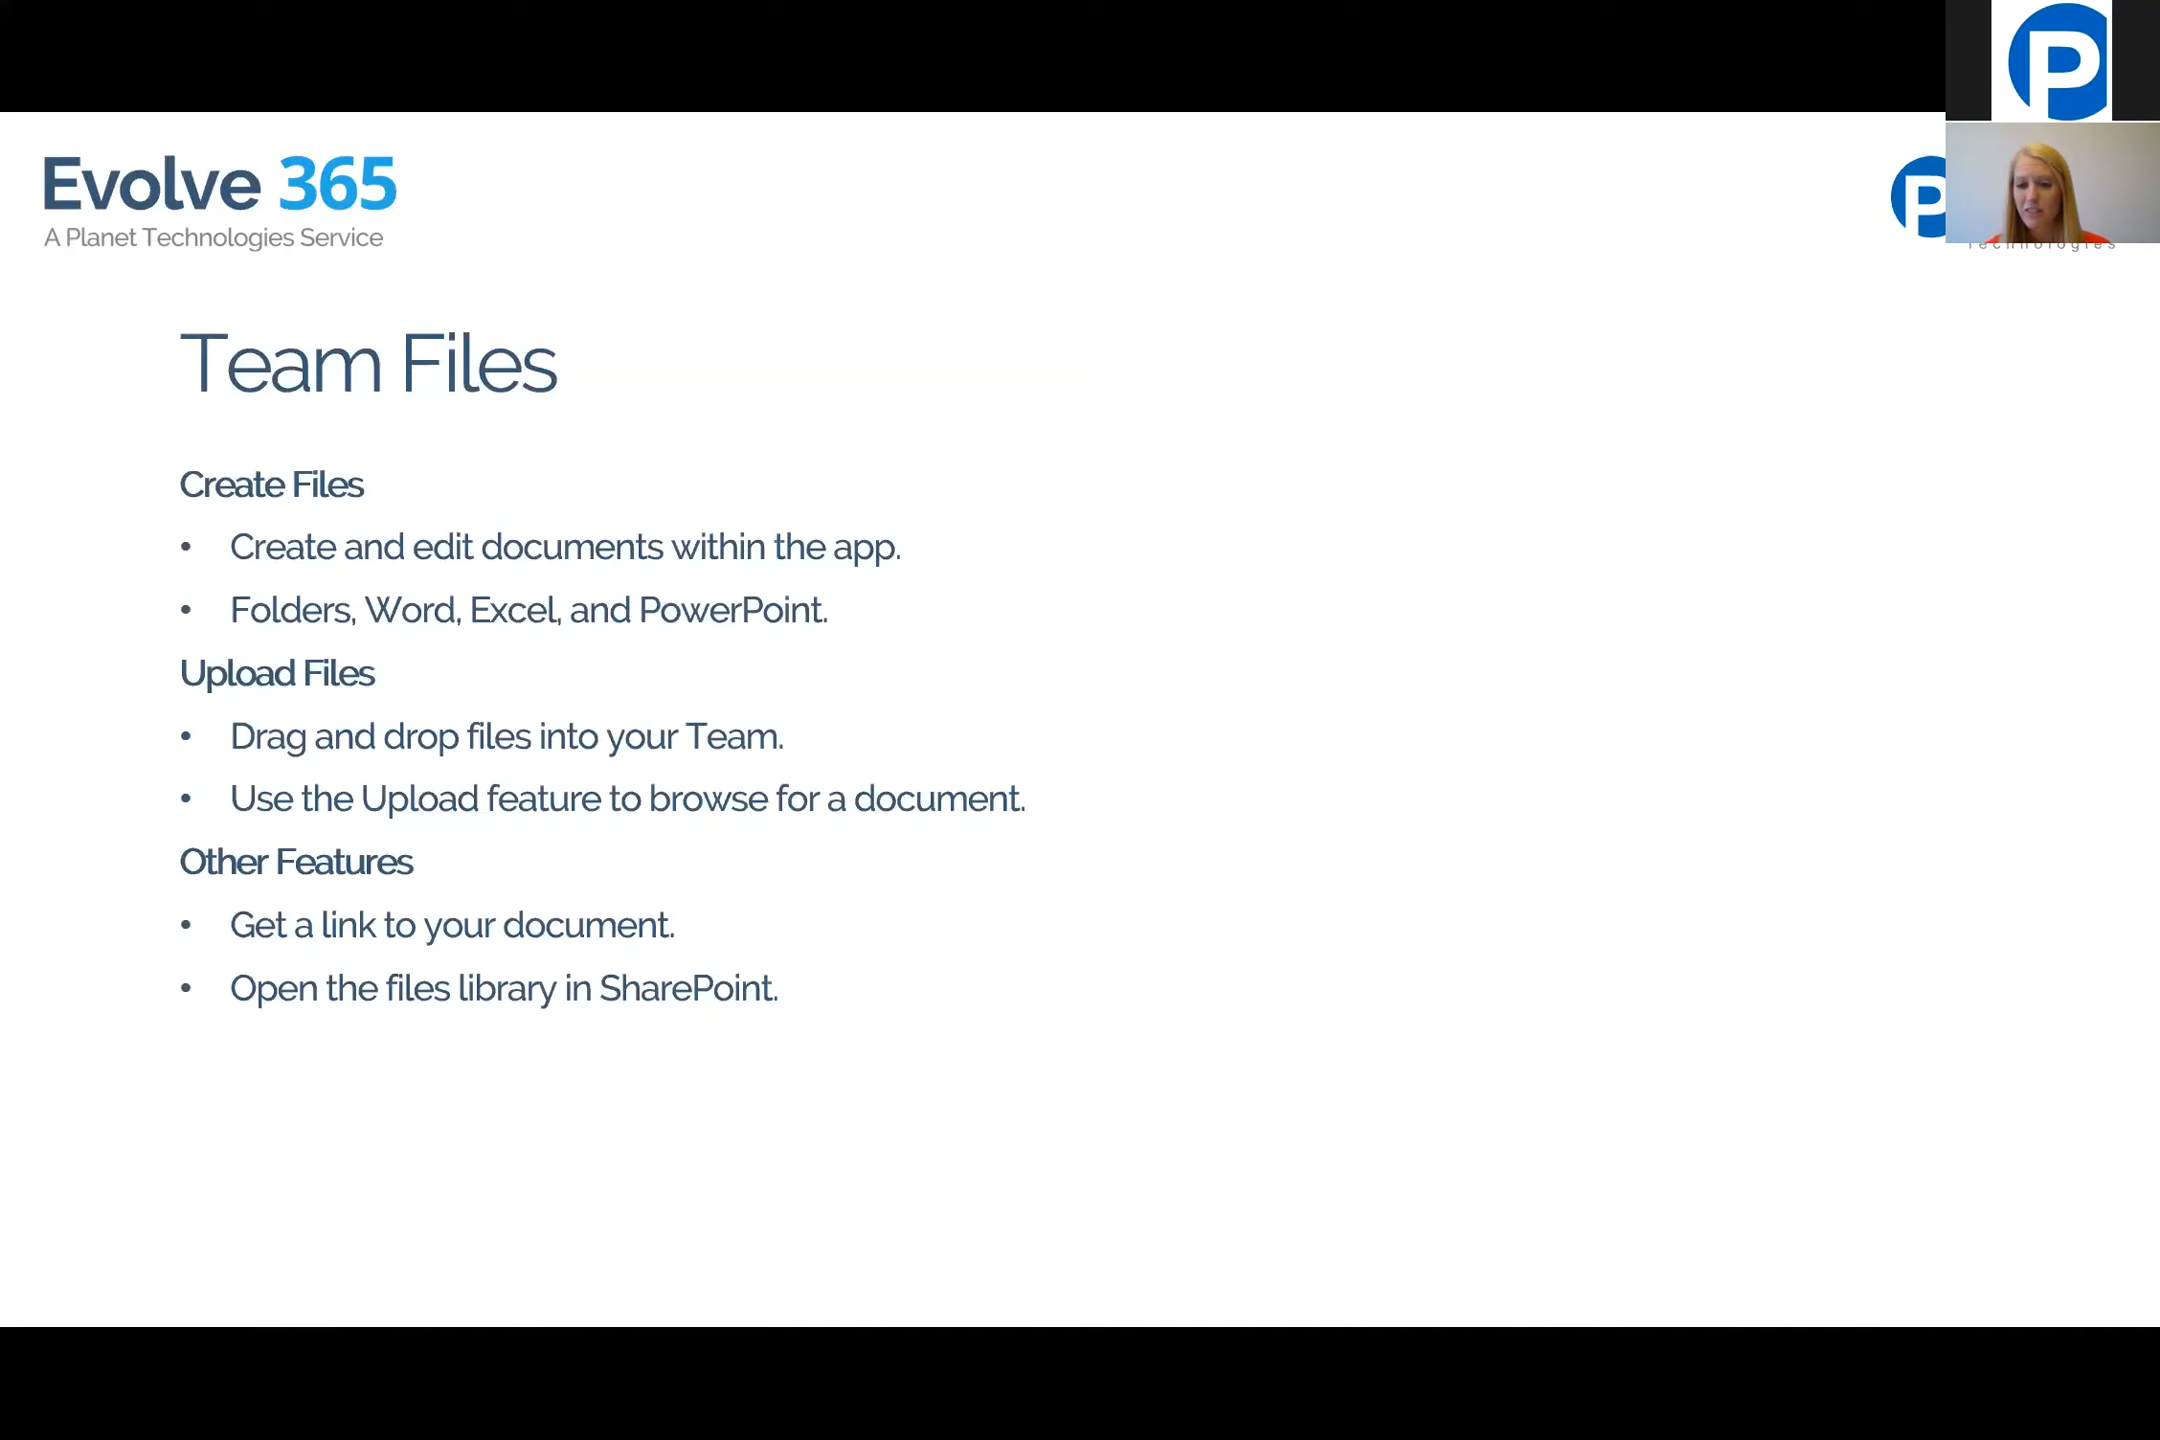 P
Evolve 365
A Planet Technologies Service
P
Technologies
Team Files
Create Files
• Create and edit documents within the app.
• Folders, Word, Excel, and PowerPoint.
Upload Files
• Drag and drop files into your Team.
• Use the Upload feature to browse for a document.
Other Features
• Get a link to your document.
• Open the files library in SharePoint.